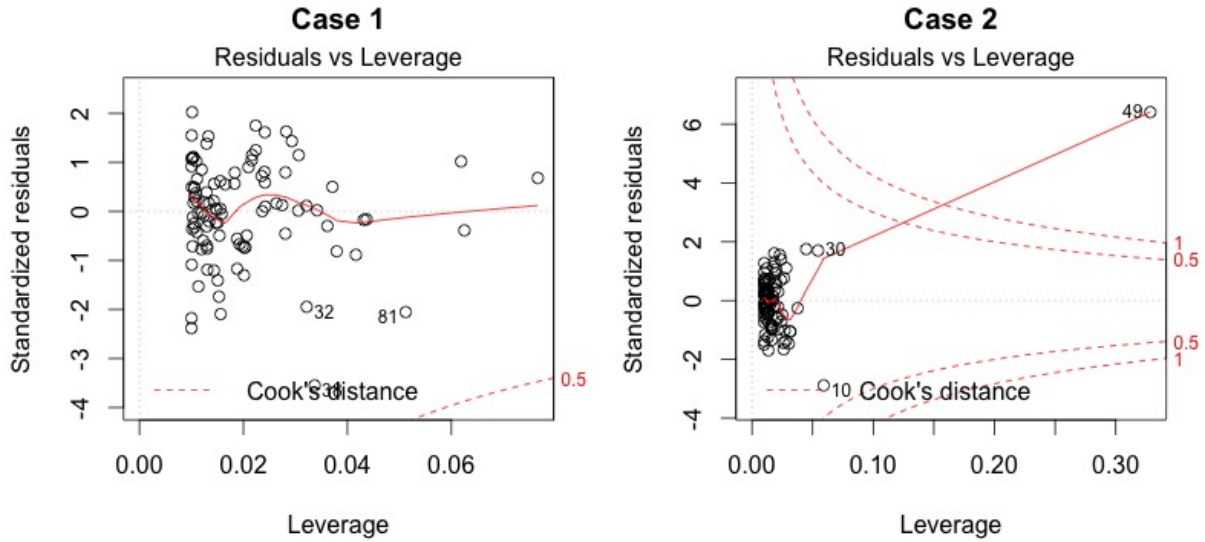 Case 1
Residuals vs Leverage
Standardized residuals
2
1
0
-1
-2
-3
-4
32
81
38
Cook's distance
0.5
0.00 0.02 0.04 0.06
Leverage
Case 2
Residuals vs Leverage
Standardized residuals
6
4
2
0
-2
-4
49
30
10
Cook's distance
1
0.5
0.5
1
0.00 0.10 0.20 0.30
Leverage